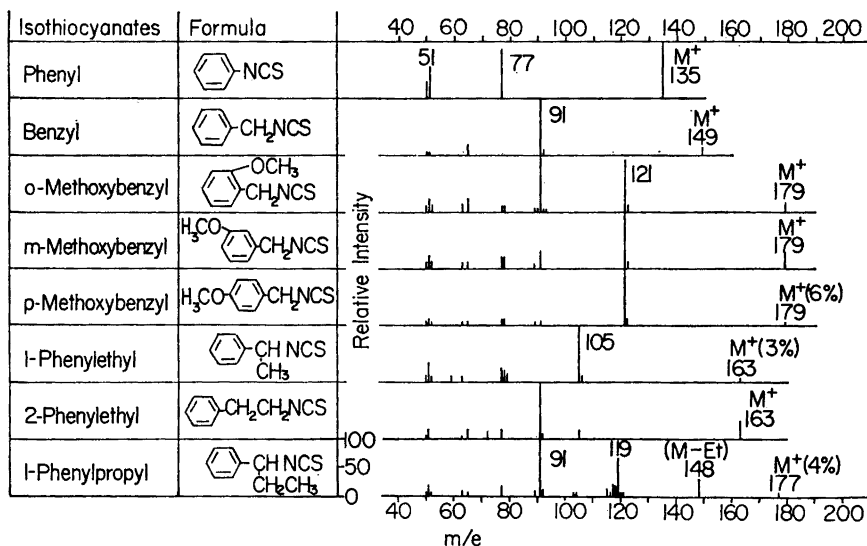 Isothiocyanates Formula 40 60 80 100 120 140 160 180 200
Phenyl NCS 51 77 M+ 135
Benzyl CH2NCS 91 M+ 149
o-Methoxybenzyl OCH3 CH2NCS 121 M+ 179
m-Methoxybenzyl H3CO CH2NCS M+ 179
p-Methoxybenzyl H3CO CH2NCS M+(6%) 179
1-Phenylethyl CH NCS CH3 105 M+(3%) 163
2-Phenylethyl CH2CH2NCS M+ 163
1-Phenylpropyl CH NCS CH2CH3 91 119 (M-Et) 148 M+(4%) 177
Relative Intensity
100
50
0
40 60 80 100 120 140 160 180 200
m/e